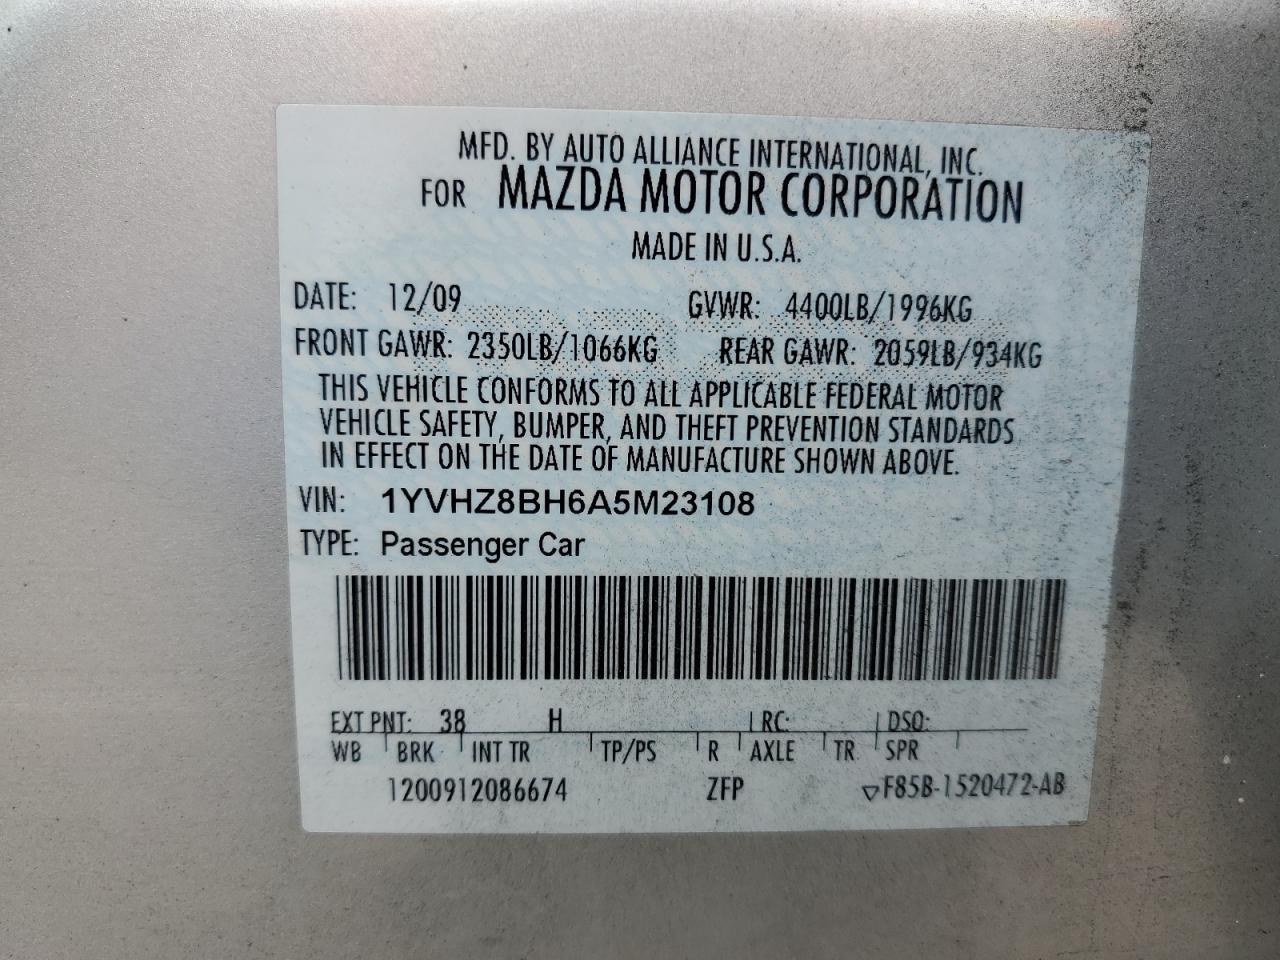 MFD. BY AUTO ALLIANCE INTERNATIONAL, INC.
FOR MAZDA MOTOR CORPORATION
MADE IN U.S.A.
DATE: 12/09 GVWR: 4400LB/1996KG
FRONT GAWR: 2350LB/1066KG REAR GAWR: 2059LB/934KG
THIS VEHICLE CONFORMS TO ALL APPLICABLE FEDERAL MOTOR
VEHICLE SAFETY, BUMPER, AND THEFT PREVENTION STANDARDS
IN EFFECT ON THE DATE OF MANUFACTURE SHOWN ABOVE.
VIN: 1YVHZ8BH6A5M23108
TYPE: Passenger Car
EXT PNT: 38 H RC: DSO:
WB BRK INT TR TP/PS R AXLE TR SPR
1200912086674 ZFP ▽F85B-1520472-AB